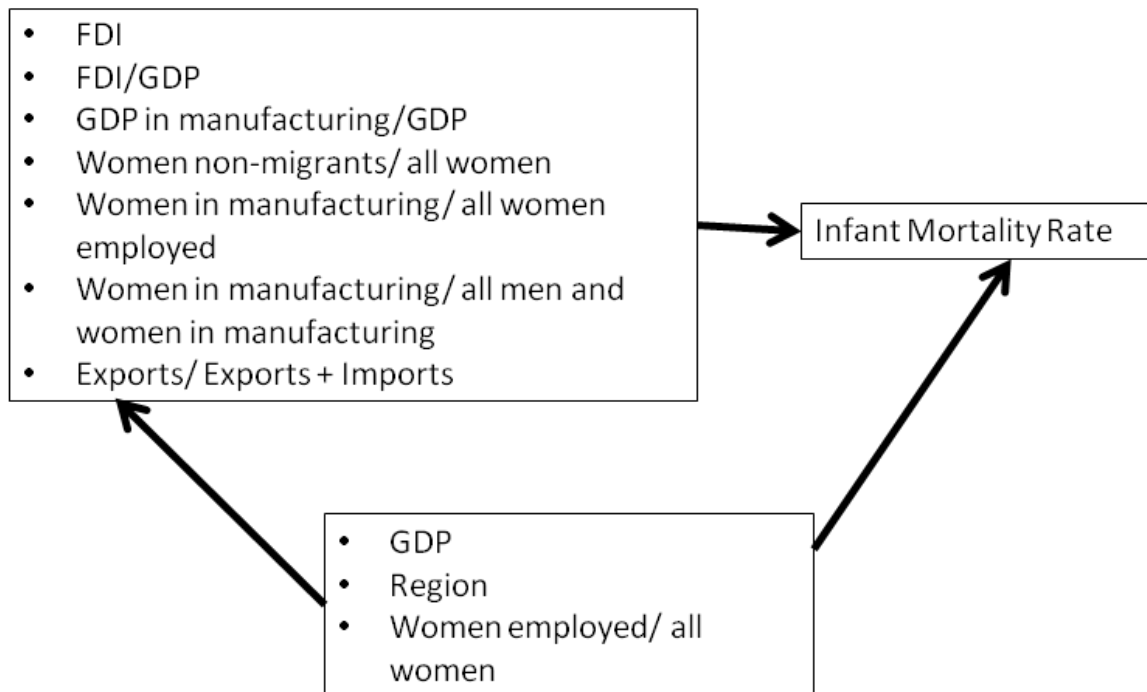 • FDI
• FDI/GDP
• GDP in manufacturing/GDP
• Women non-migrants/ all women
• Women in manufacturing/ all women
employed
• Women in manufacturing/ all men and
women in manufacturing
• Exports/ Exports + Imports
Infant Mortality Rate
• GDP
• Region
• Women employed/ all
women